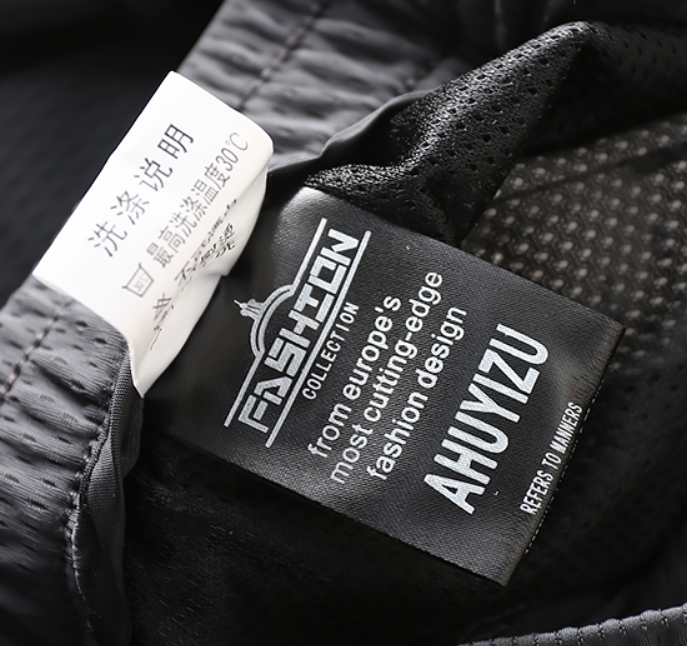 洗涤说明
最高洗涤温度30℃
FASHION
COLLECTION
from europe's
most cutting-edge
fashion design
AHUYIZU
REFERS TO MANNERS